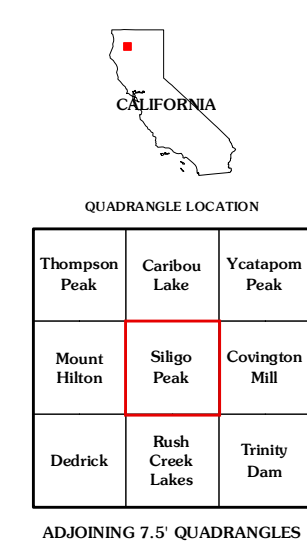 CALIFORNIA
QUADRANGLE LOCATION
Thompson
Peak
Caribou
Lake
Ycatapom
Peak
Mount
Hilton
Siligo
Peak
Covington
Mill
Dedrick
Rush
Creek
Lakes
Trinity
Dam
ADJOINING 7.5' QUADRANGLES